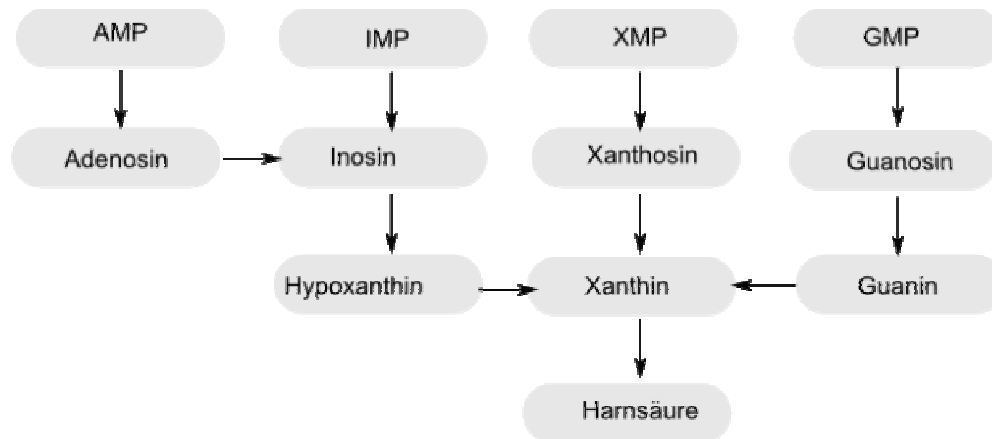 AMP
IMP
XMP
GMP
Adenosin
Inosin
Xanthosin
Guanosin
Hypoxanthin
Xanthin
Guanin
Harnsäure